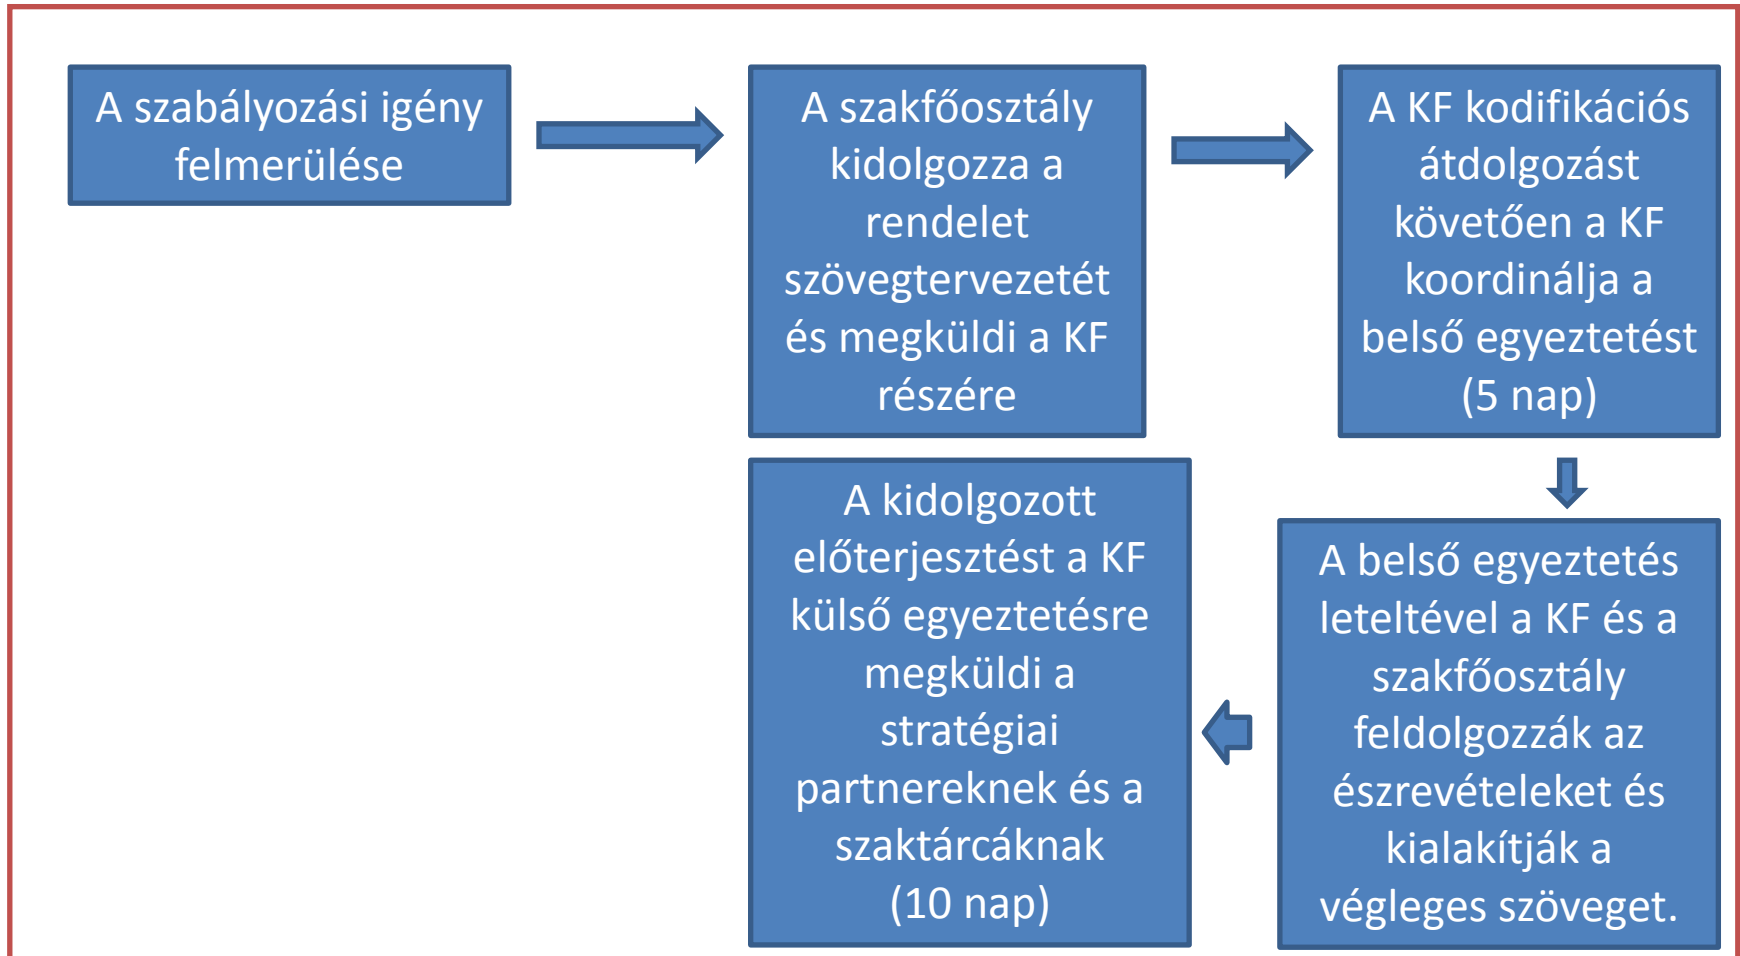 A szabályozási igény
felmerülése
A szakfőosztály
kidolgozza a
rendelet
szövegtervezetét
és megküldi a KF
részére
A KF kodifikációs
átdolgozást
követően a KF
koordinálja a
belső egyeztetést
(5 nap)
A belső egyeztetés
leteltével a KF és a
szakfőosztály
feldolgozzák az
észrevételeket és
kialakítják a
végleges szöveget.
A kidolgozott
előterjesztést a KF
külső egyeztetésre
megküldi a
stratégiai
partnereknek és a
szaktárcáknak
(10 nap)